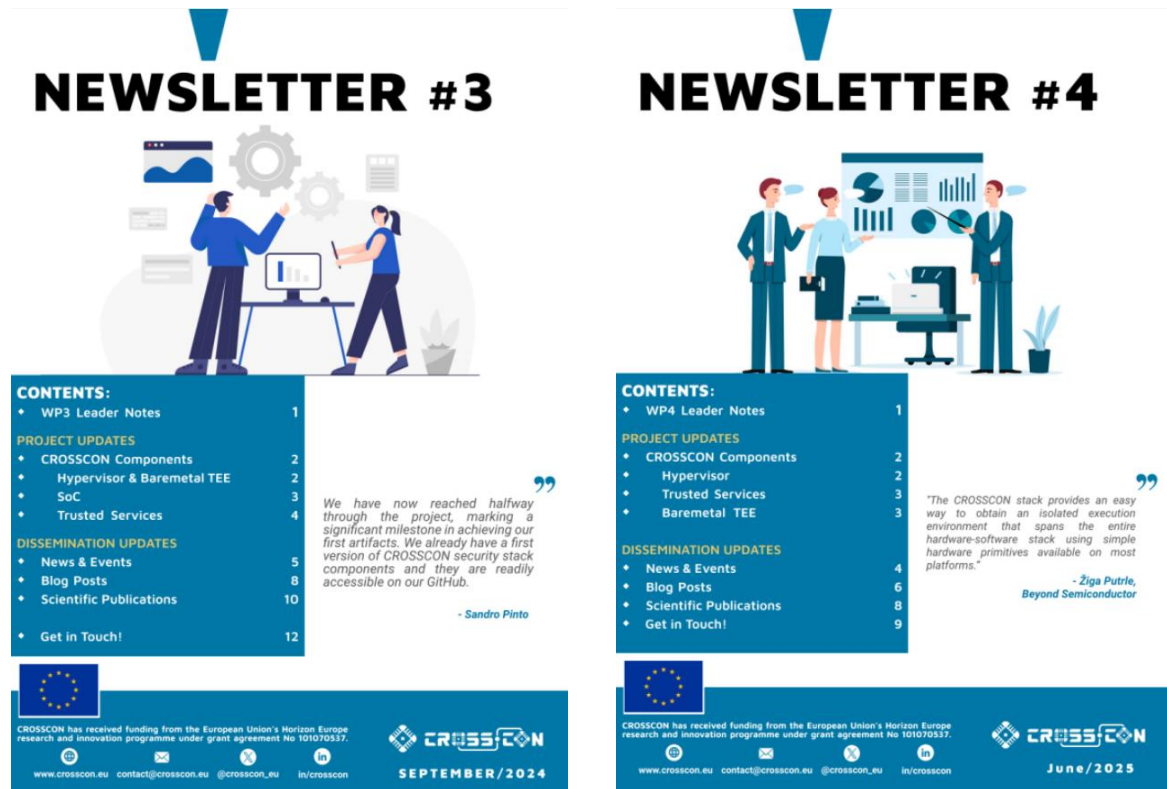 NEWSLETTER #3
CONTENTS:
WP3 Leader Notes 1
PROJECT UPDATES
CROSSCON Components 2
Hypervisor & Baremetal TEE 2
SoC 3
Trusted Services 4
DISSEMINATION UPDATES
News & Events 5
Blog Posts 8
Scientific Publications 10
Get in Touch! 12
”
We have now reached halfway
through the project, marking a
significant milestone in achieving our
first artifacts. We already have a first
version of CROSSCON security stack
components and they are readily
accessible on our GitHub.
- Sandro Pinto
CROSSCON has received funding from the European Union's Horizon Europe
research and innovation programme under grant agreement No 101070537.
www.crosscon.eu contact@crosscon.eu @crosscon_eu in/crosscon
CROSSCON
SEPTEMBER/2024
NEWSLETTER #4
CONTENTS:
WP4 Leader Notes 1
PROJECT UPDATES
CROSSCON Components 2
Hypervisor 2
Trusted Services 3
Baremetal TEE 3
DISSEMINATION UPDATES
News & Events 4
Blog Posts 6
Scientific Publications 8
Get in Touch! 9
”
"The CROSSCON stack provides an easy
way to obtain an isolated execution
environment that spans the entire
hardware-software stack using simple
hardware primitives available on most
platforms."
- Žiga Putrle,
Beyond Semiconductor
CROSSCON has received funding from the European Union's Horizon Europe
research and innovation programme under grant agreement No 101070537.
www.crosscon.eu contact@crosscon.eu @crosscon_eu in/crosscon
CROSSCON
June/2025